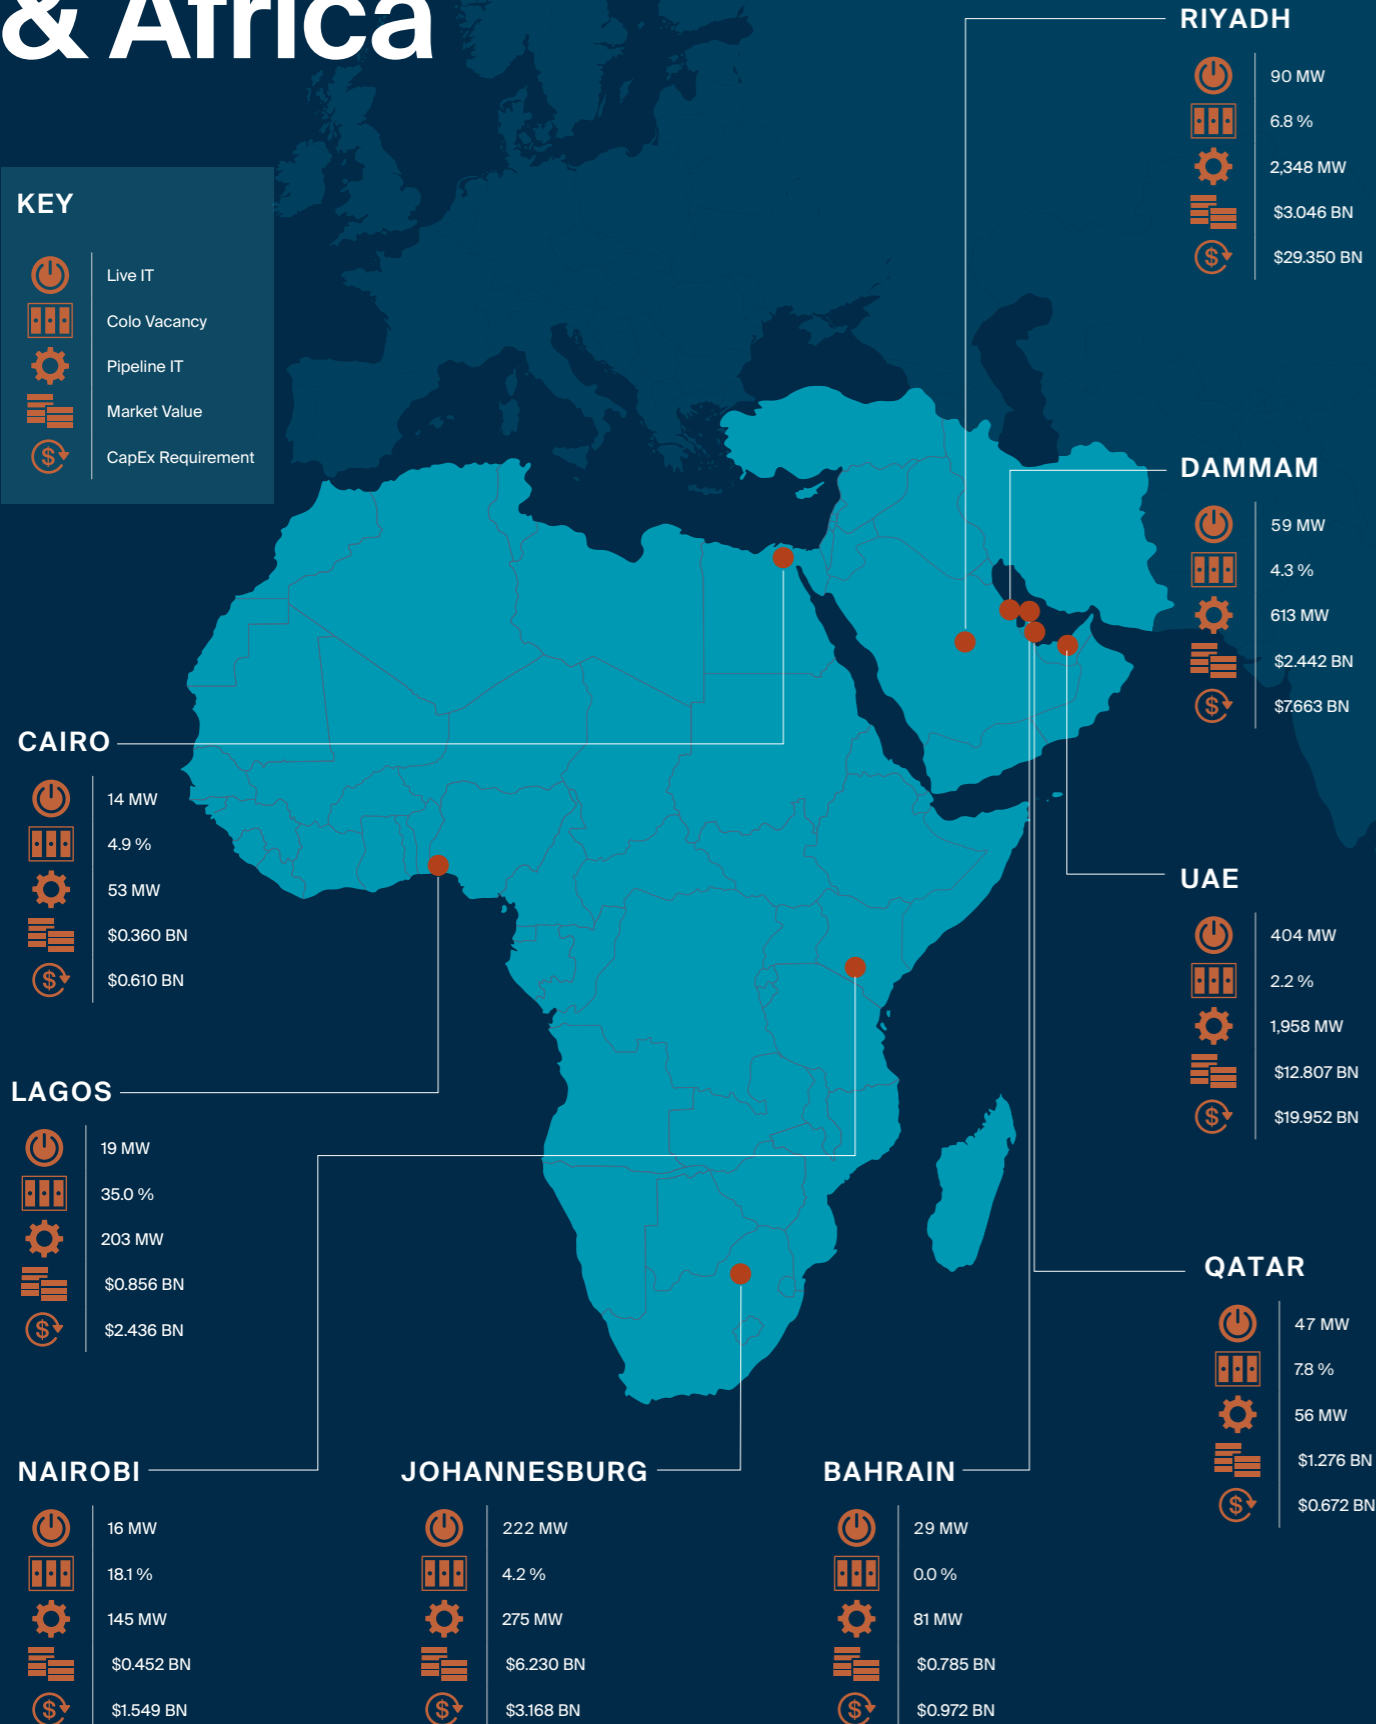 & Africa
KEY
Live IT
Colo Vacancy
Pipeline IT
Market Value
CapEx Requirement
RIYADH
90 MW
6.8 %
2,348 MW
$3.046 BN
$29.350 BN
DAMMAM
59 MW
4.3 %
613 MW
$2.442 BN
$7.663 BN
CAIRO
14 MW
4.9 %
53 MW
$0.360 BN
$0.610 BN
UAE
404 MW
2.2 %
1,958 MW
$12.807 BN
$19.952 BN
LAGOS
19 MW
35.0 %
203 MW
$0.856 BN
$2.436 BN
QATAR
47 MW
7.8 %
56 MW
$1.276 BN
$0.672 BN
NAIROBI
16 MW
18.1 %
145 MW
$0.452 BN
$1.549 BN
JOHANNESBURG
222 MW
4.2 %
275 MW
$6.230 BN
$3.168 BN
BAHRAIN
29 MW
0.0 %
81 MW
$0.785 BN
$0.972 BN